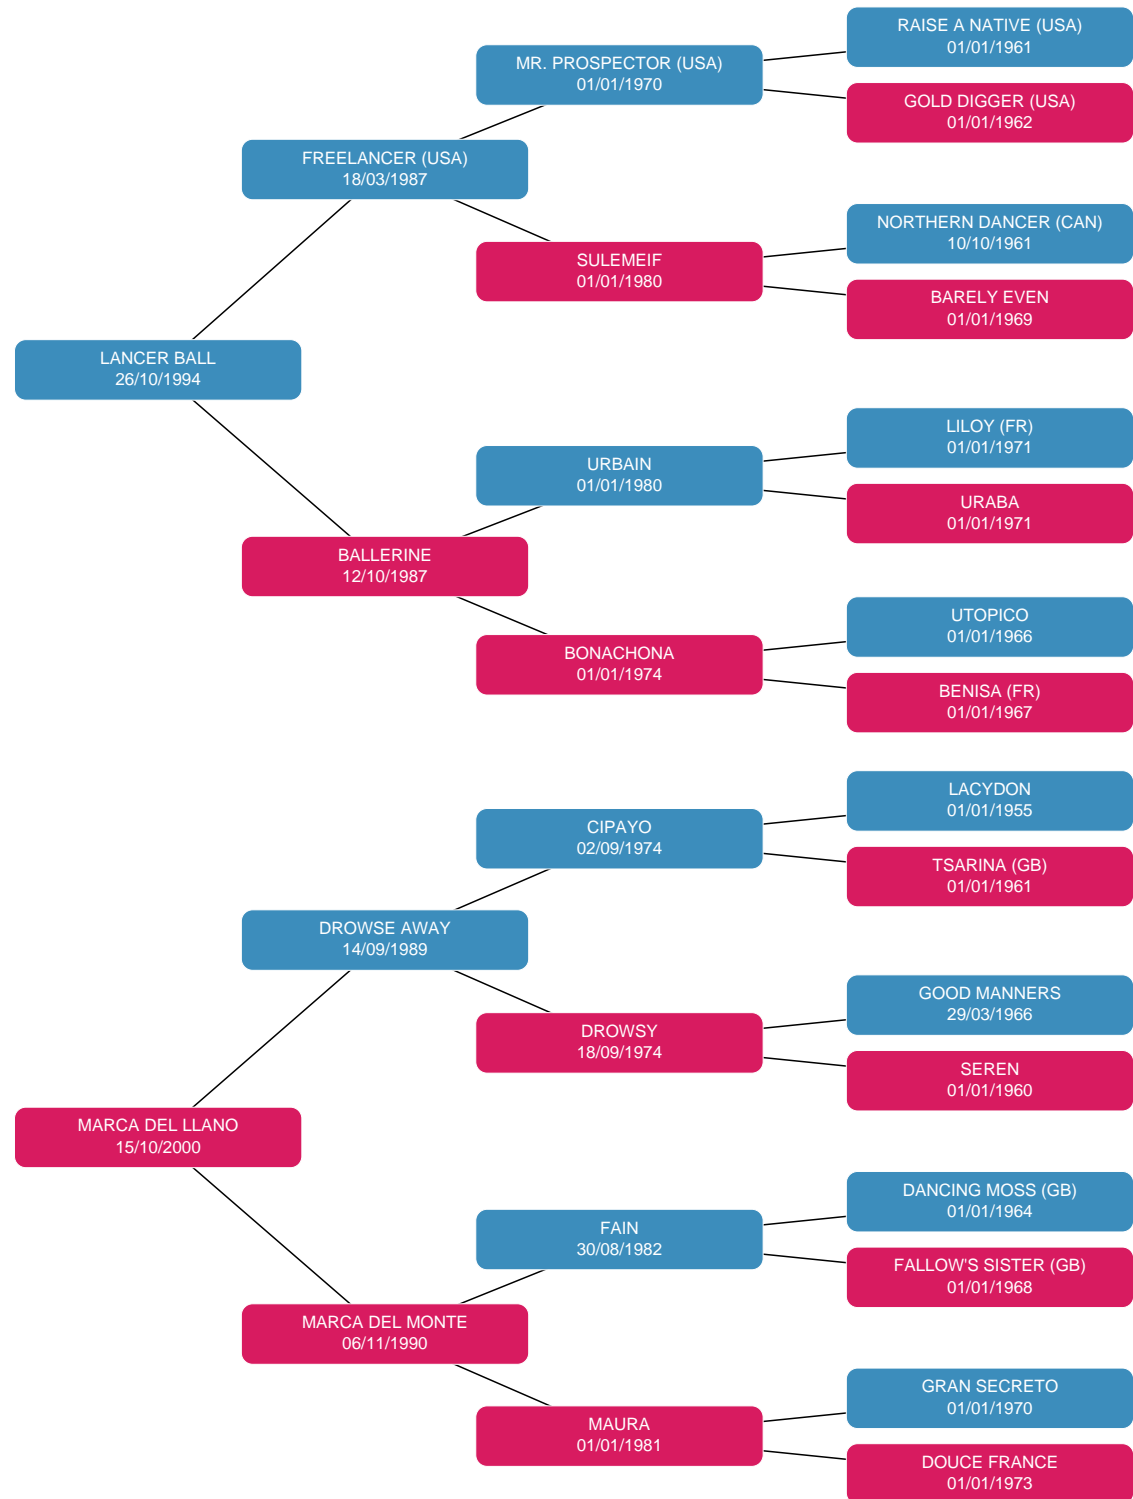 RAISE A NATIVE (USA)
01/01/1961
MR. PROSPECTOR (USA)
01/01/1970
GOLD DIGGER (USA)
01/01/1962
FREELANCER (USA)
18/03/1987
NORTHERN DANCER (CAN)
10/10/1961
SULEMEIF
01/01/1980
BARELY EVEN
01/01/1969
LANCER BALL
26/10/1994
LILOY (FR)
01/01/1971
URBAIN
01/01/1980
URABA
01/01/1971
BALLERINE
12/10/1987
UTOPICO
01/01/1966
BONACHONA
01/01/1974
BENISA (FR)
01/01/1967
LACYDON
01/01/1955
CIPAYO
02/09/1974
TSARINA (GB)
01/01/1961
DROWSE AWAY
14/09/1989
GOOD MANNERS
29/03/1966
DROWSY
18/09/1974
SEREN
01/01/1960
MARCA DEL LLANO
15/10/2000
DANCING MOSS (GB)
01/01/1964
FAIN
30/08/1982
FALLOW'S SISTER (GB)
01/01/1968
MARCA DEL MONTE
06/11/1990
GRAN SECRETO
01/01/1970
MAURA
01/01/1981
DOUCE FRANCE
01/01/1973